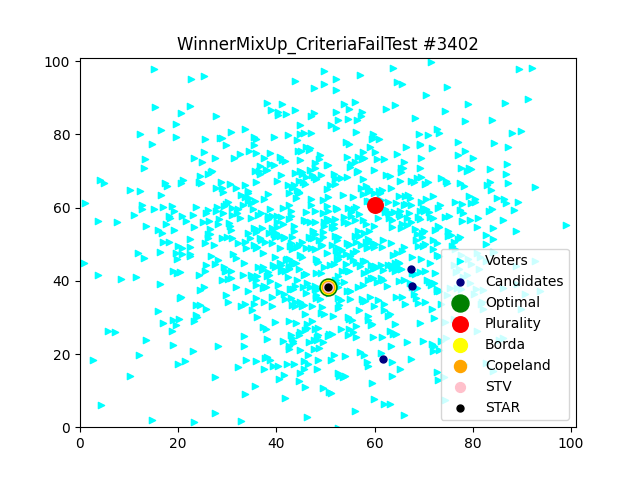 WinnerMixUp_CriteriaFailTest #3402
100
80
60
40
20
0
0 20 40 60 80 100
Voters
Candidates
Optimal
Plurality
Borda
Copeland
STV
STAR